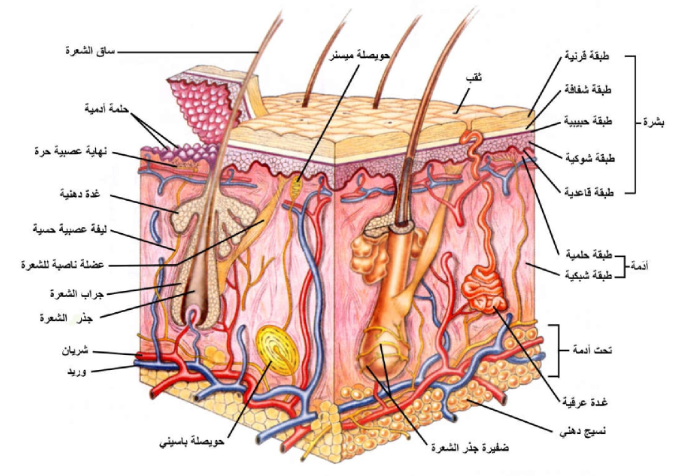 ساق الشعرة
حويصلة ميسنر
ثقب
طبقة قرنية
طبقة شفافة
طبقة حبيبية
طبقة شوكية
طبقة قاعدية
بشرة
حلمة أدمية
نهاية عصبية حرة
غدة دهنية
ليفة عصبية حسية
عضلة ناصبة للشعرة
جراب الشعرة
جذر الشعرة
شريان
وريد
طبقة حلمية
طبقة شبكية
أدمة
تحت أدمة
غدة عرقية
نسيج دهني
حويصلة باسيني
ضفيرة جذر الشعرة